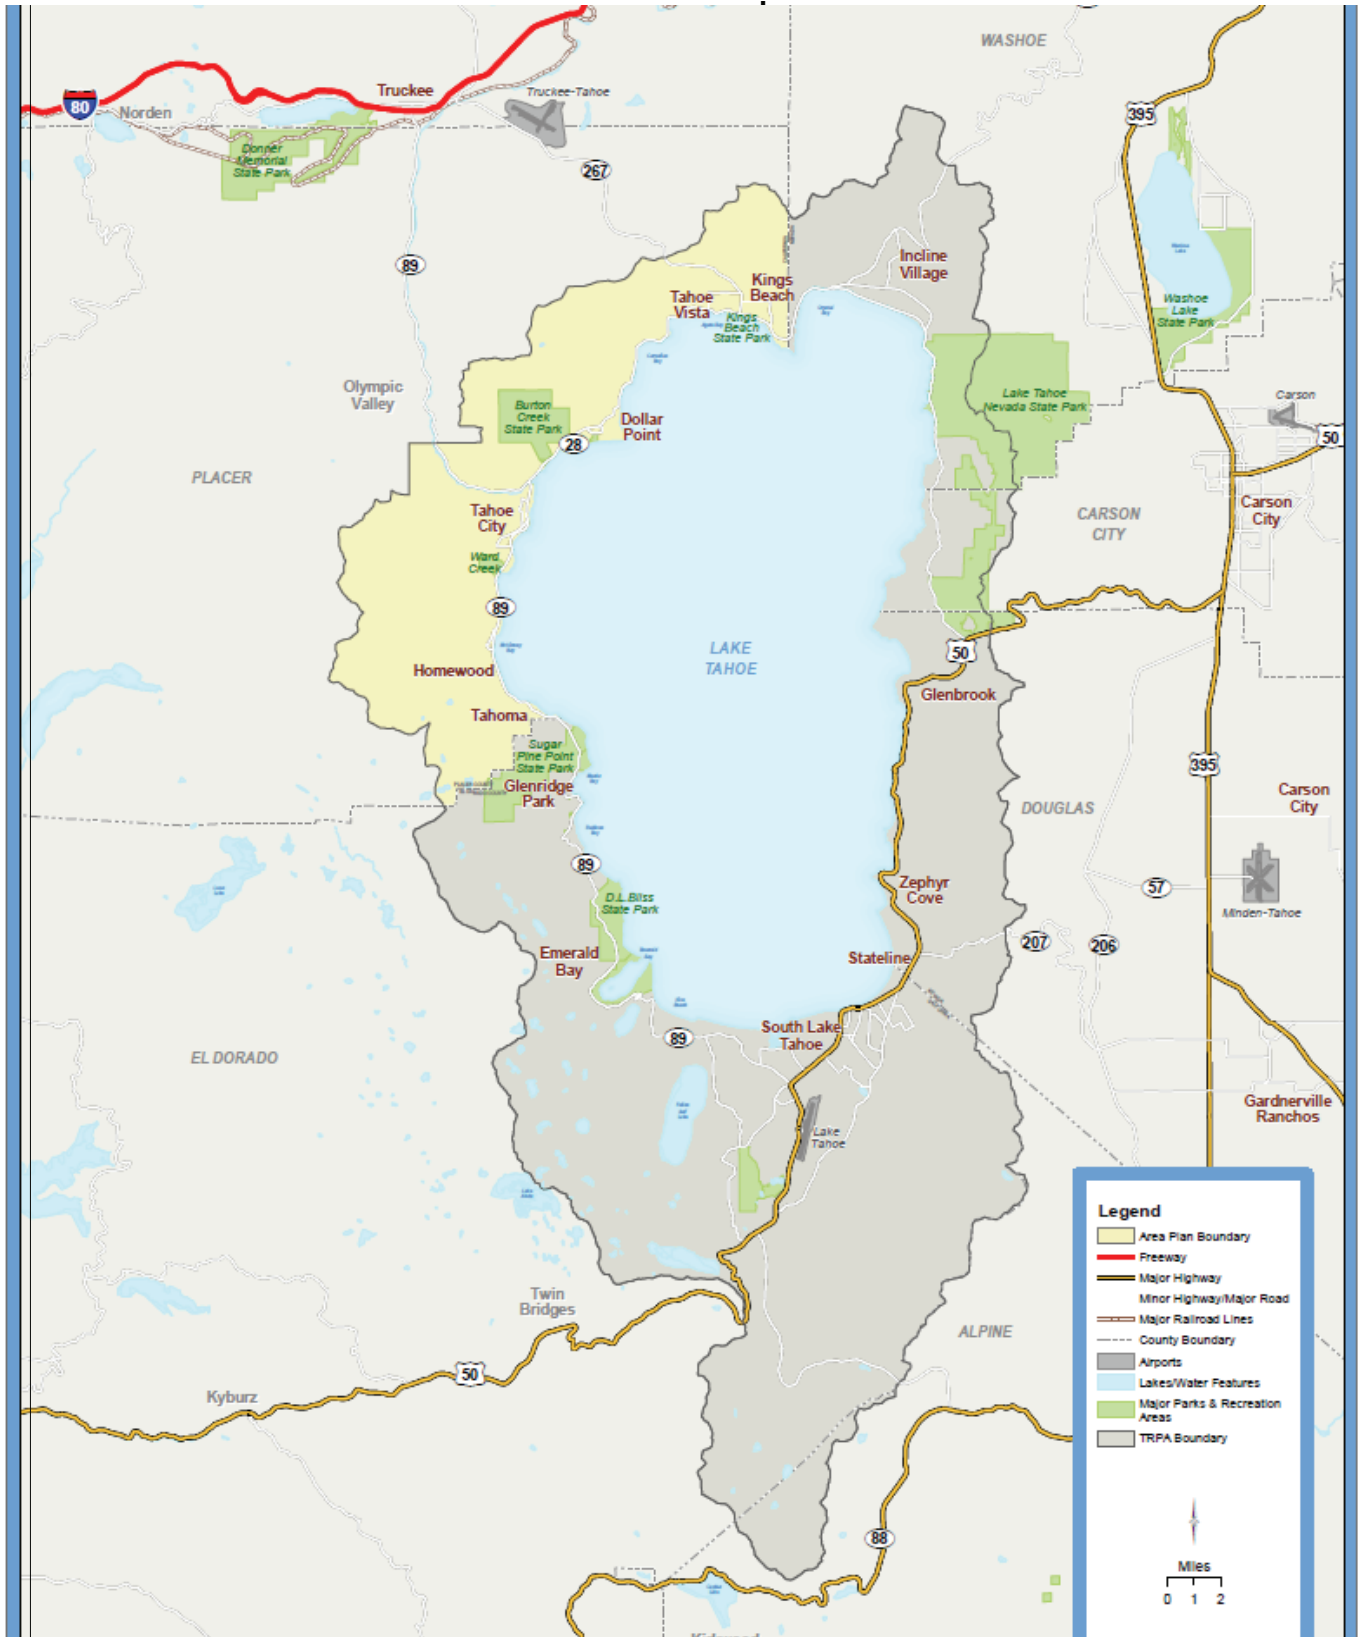 WASHOE
Truckee
Truckee-Tahoe
80
Norden
395
Donner
Memorial
State Park
267
89
Incline
Village
Kings
Beach
Tahoe
Vista
Kings
Beach
State Park
Washoe
Lake
State Park
Olympic
Valley
Burton
Creek
State Park
Dollar
Point
28
Lake Tahoe
Nevada State Park
Carson
50
PLACER
Tahoe
City
CARSON
CITY
Carson
City
Ward
Creek
89
LAKE
TAHOE
50
Homewood
Glenbrook
Tahoma
Sugar
Pine Point
State Park
Glenridge
Park
395
DOUGLAS
Carson
City
89
Zephyr
Cove
57
D.L.Bliss
State Park
Minden-Tahoe
Emerald
Bay
Stateline
207
206
South Lake
Tahoe
89
EL DORADO
Gardnerville
Ranchos
Lake
Tahoe
Twin
Bridges
ALPINE
50
Kyburz
88
Legend
Area Plan Boundary
Freeway
Major Highway
Minor Highway/Major Road
Major Railroad Lines
County Boundary
Airports
Lakes/Water Features
Major Parks & Recreation
Areas
TRPA Boundary
Miles
0 1 2